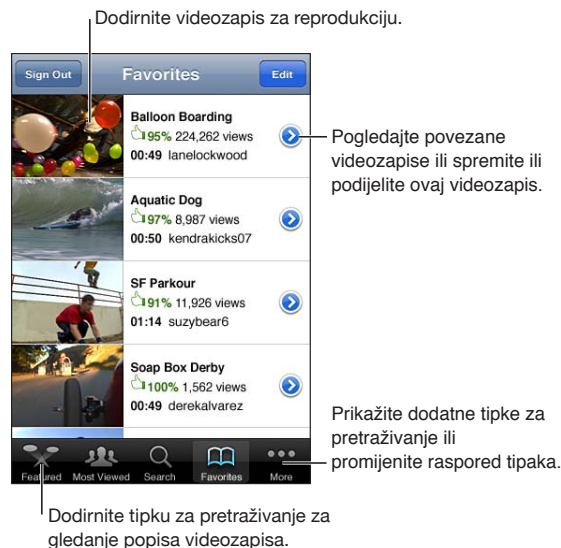 Dodirnite videozapis za reprodukciju.
Sign Out
Favorites
Edit
Balloon Boarding
95% 224,262 views
00:49 lanelockwood
Pogledajte povezane
videozapise ili spremite ili
podijelite ovaj videozapis.
Aquatic Dog
97% 8,987 views
00:50 kendrakicks07
SF Parkour
91% 11,926 views
01:14 suzybear6
Soap Box Derby
100% 1,562 views
00:49 derekalvarez
Prikažite dodatne tipke za
pretraživanje ili
promijenite raspored tipaka.
Featured
Most Viewed
Search
Favorites
More
Dodirnite tipku za pretraživanje za
gledanje popisa videozapisa.